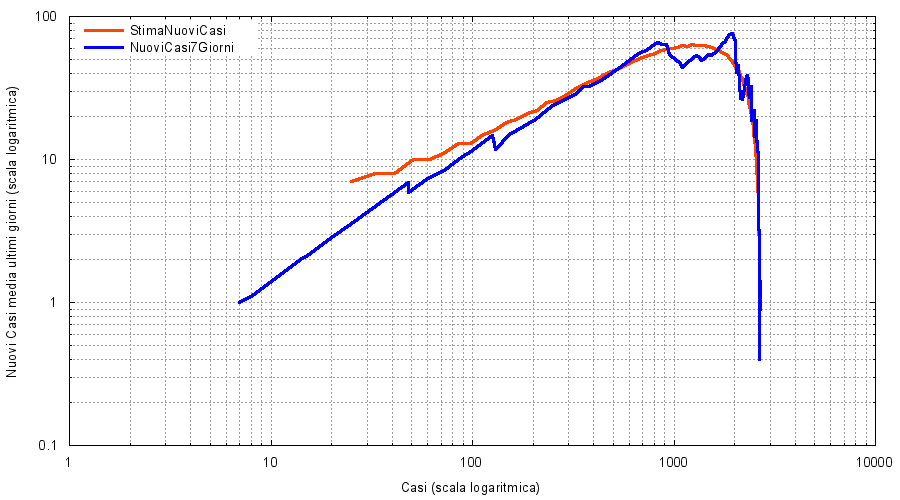 100
StimaNuoviCasi
NuoviCasi7Giorni
10
1
0.1
Nuovi Casi media ultimi giorni (scala logaritmica)
1
10
100
1000
10000
Casi (scala logaritmica)